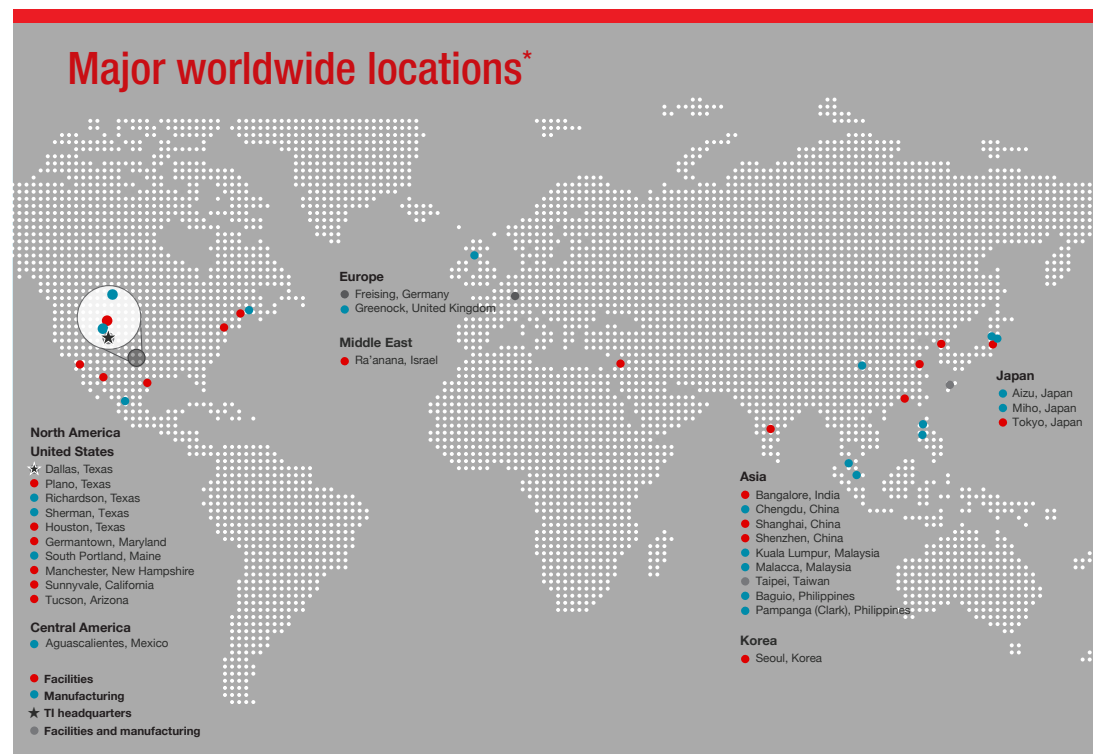 Major worldwide locations*
Europe
Freising, Germany
Greenock, United Kingdom
Middle East
Ra'anana, Israel
Japan
Aizu, Japan
Miho, Japan
Tokyo, Japan
North America
United States
Dallas, Texas
Plano, Texas
Richardson, Texas
Sherman, Texas
Houston, Texas
Germantown, Maryland
South Portland, Maine
Manchester, New Hampshire
Sunnyvale, California
Tucson, Arizona
Central America
Aguascalientes, Mexico
Asia
Bangalore, India
Chengdu, China
Shanghai, China
Shenzhen, China
Kuala Lumpur, Malaysia
Malacca, Malaysia
Taipei, Taiwan
Baguio, Philippines
Pampanga (Clark), Philippines
Korea
Seoul, Korea
Facilities
Manufacturing
TI headquarters
Facilities and manufacturing